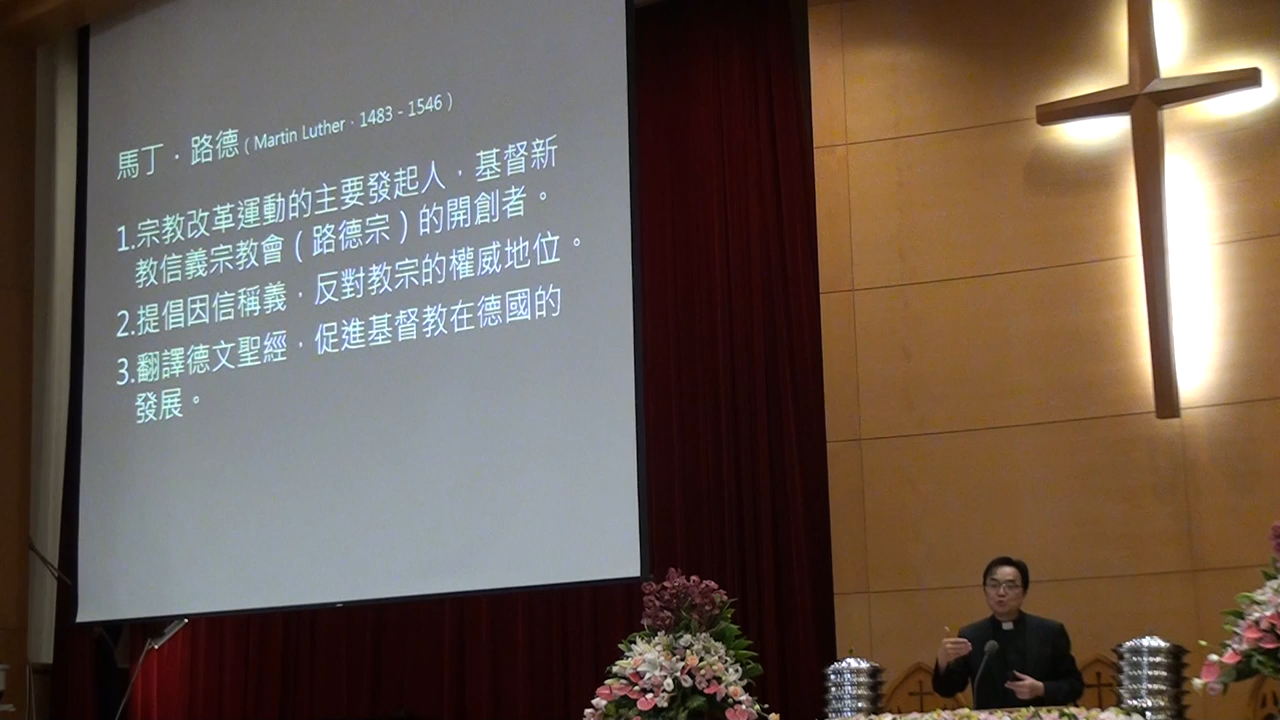 馬丁．路德（Martin Luther，1483 - 1546）
1.宗教改革運動的主要發起人，基督新
教信義宗教會（路德宗）的開創者。
2.提倡因信稱義，反對教宗的權威地位。
3.翻譯德文聖經，促進基督教在德國的
發展。